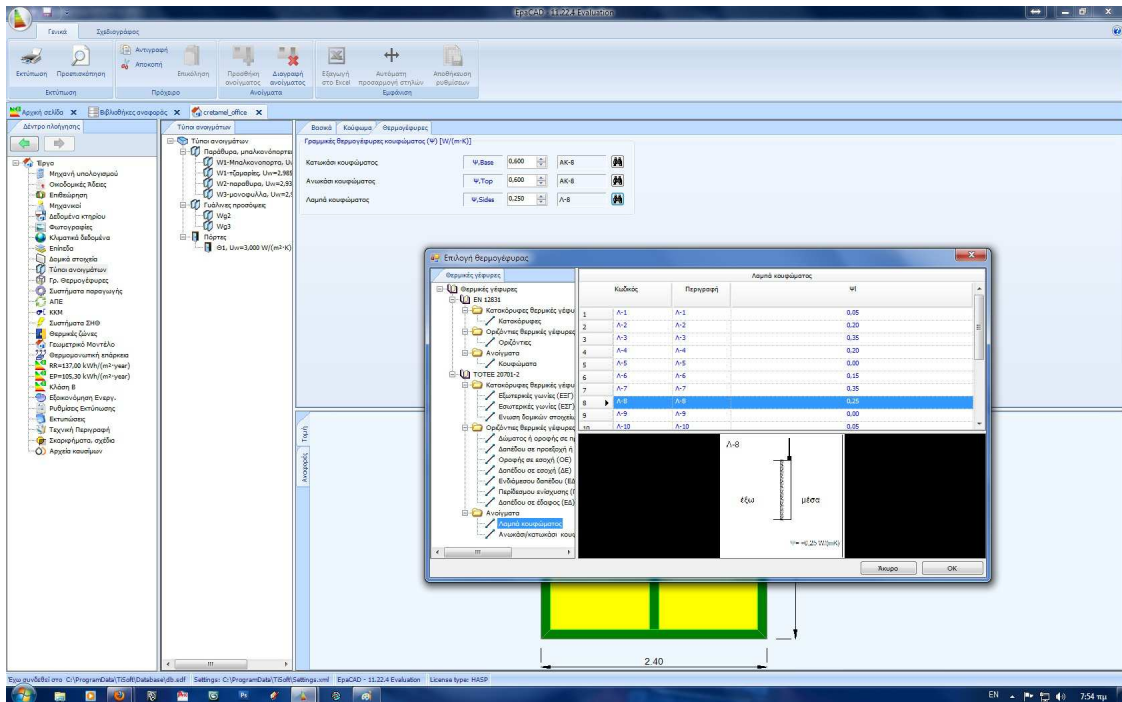 EpaCAD - 11.22.4 Evaluation
Γενικά
Σχεδιογράφος
Εκτύπωση
Προεπισκόπηση
Αντιγραφή
Αποκοπή
Επικόλληση
Προσθήκη ανοίγματος
Διαγραφή ανοίγματος
Εξαγωγή στο Excel
Αυτόματη προσαρμογή στηλών
Αποθήκευση ρυθμίσεων
Εκτύπωση
Πρόχειρο
Ανοίγματα
Εμφάνιση
Αρχική σελίδα
Βιβλιοθήκες αναφοράς
cretamel_office
Δέντρο πλοήγησης
Έργο
Μηχανή υπολογισμού
Οικοδομικές Άδειες
Επιθεώρηση
Μηχανικοί
Δεδομένα κτηρίου
Φωτογραφίες
Κλιματικά δεδομένα
Επίπεδα
Δομικά στοιχεία
Τύποι ανοιγμάτων
Γρ. Θερμογέφυρες
Συστήματα παραγωγής
ΑΠΕ
ΚΚΜ
Συστήματα ΣΗΘ
Θερμικές ζώνες
Γεωμετρικό Μοντέλο
Θερμομονωτική επάρκεια
RR=137,00 kWh/(m²·year)
EP=105,30 kWh/(m²·year)
Κλάση Β
Εξοικονόμηση Ενεργ.
Ρυθμίσεις Εκτύπωσης
Εκτυπώσεις
Τεχνική Περιγραφή
Σκαριφήματα, σχέδια
Αρχεία καυσίμων
Τύποι ανοιγμάτων
Τύποι ανοιγμάτων
Παράθυρα, μπαλκονόπορτε
W1-Μπαλκονοπορτα, Uw
W1-τζαμαρίες, Uw=2,989
W2-παραθυρα, Uw=2,93
W3-μονοφυλλα, Uw=2,
Γυάλινες προσόψεις
Wg2
Wg3
Πόρτες
Θ1, Uw=3,000 W/(m²·K)
Βασικά
Κούφωμα
Θερμογέφυρες
Γραμμικές θερμογέφυρες κουφώματος (Ψ) [W/(m·K)]
Κατωκάσι κουφώματος Ψ,Base 0,600 ΑΚ-8
Ανωκάσι κουφώματος Ψ,Top 0,600 ΑΚ-8
Λαμπά κουφώματος Ψ,Sides 0,250 Λ-8
Τομή
Αναφορές
Επιλογή θερμογέφυρας
Θερμικές γέφυρες
Θερμικές γέφυρες
EN 12831
Κατακόρυφες θερμικές γέφυ
Κατακόρυφες
Οριζόντιες θερμικές γέφυρες
Οριζόντιες
Ανοίγματα
Κουφώματα
ΤΟΤΕΕ 20701-2
Κατακόρυφες θερμικές γέφυ
Εξωτερικές γωνίες (ΕΞΓ)
Εσωτερικές γωνίες (ΕΣΓ)
Ένωση δομικών στοιχείω
Οριζόντιες θερμικές γέφυρες
Δώματος ή οροφής σε πρ
Δαπέδου σε προεξοχή ή
Οροφής σε εσοχή (ΟΕ)
Δαπέδου σε εσοχή (ΔΕ)
Ενδιάμεσου δαπέδου (ΕΔ
Περίδεσμου ενίσχυσης (Π
Δαπέδου σε έδαφος (ΕΔ)
Ανοίγματα
Λαμπά κουφώματος
Ανωκάσι/κατωκάσι κουφ
Λαμπά κουφώματος
Κωδικός Περιγραφή Ψl
1 Λ-1 Λ-1 0,05
2 Λ-2 Λ-2 0,20
3 Λ-3 Λ-3 0,35
4 Λ-4 Λ-4 0,20
5 Λ-5 Λ-5 0,00
6 Λ-6 Λ-6 0,15
7 Λ-7 Λ-7 0,35
8 Λ-8 Λ-8 0,25
9 Λ-9 Λ-9 0,00
10 Λ-10 Λ-10 0,05
Λ-8
έξω μέσα
Ψ= +0,25 W/(mK)
Άκυρο
OK
2.40
Έχω συνδεθεί στο C:\ProgramData\TiSoft\Database\db.sdf Settings: C:\ProgramData\TiSoft\Settings.xml EpaCAD - 11.22.4 Evaluation License type: HASP
EN
7:54 πμ